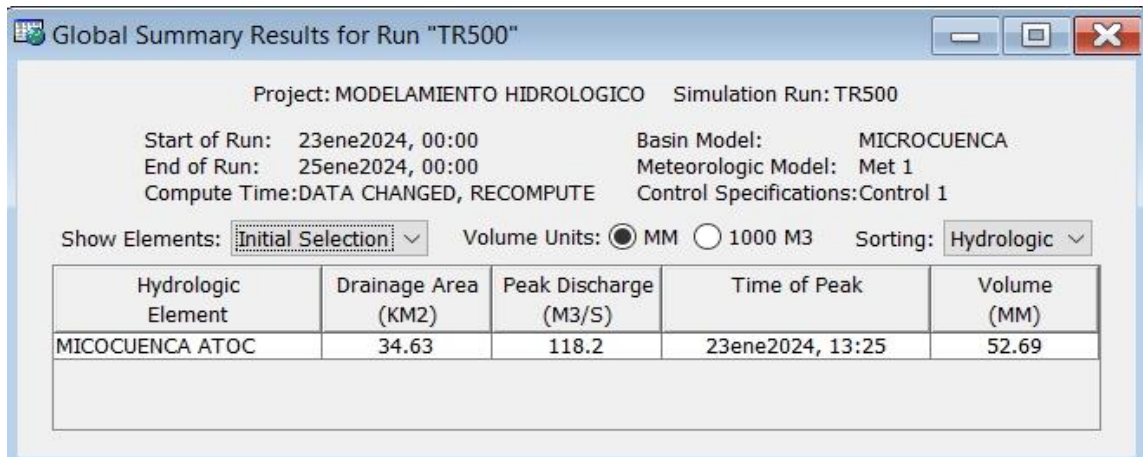 Global Summary Results for Run "TR500"
Project: MODELAMIENTO HIDROLOGICO Simulation Run: TR500
Start of Run: 23ene2024, 00:00 Basin Model: MICROCUENCA
End of Run: 25ene2024, 00:00 Meteorologic Model: Met 1
Compute Time:DATA CHANGED, RECOMPUTE Control Specifications:Control 1
Show Elements: Initial Selection Volume Units: MM 1000 M3 Sorting: Hydrologic
Hydrologic Drainage Area Peak Discharge Time of Peak Volume
Element (KM2) (M3/S) (MM)
MICOCUENCA ATOC 34.63 118.2 23ene2024, 13:25 52.69